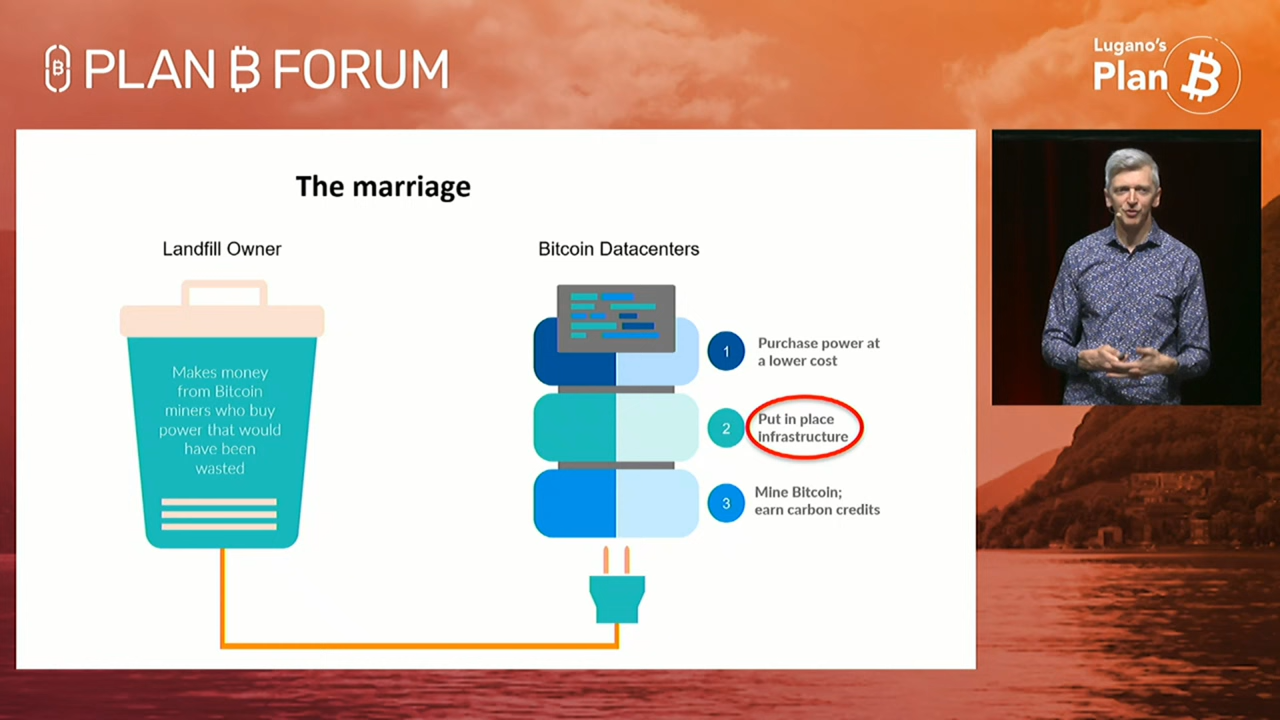 PLAN ₿ FORUM
Lugano's
Plan ₿
The marriage
Landfill Owner
Makes money
from Bitcoin
miners who buy
power that would
have been
wasted
Bitcoin Datacenters
1
Purchase power at
a lower cost
2
Put in place
infrastructure
3
Mine Bitcoin;
earn carbon credits